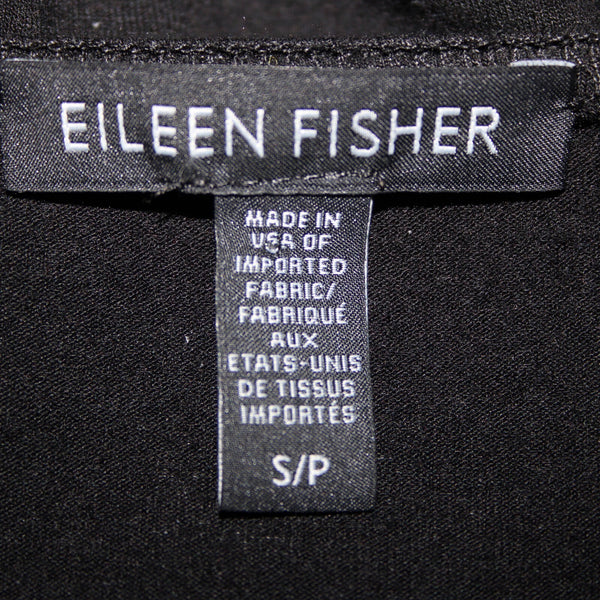 EILEEN FISHER
MADE IN
USA OF
IMPORTED
FABRIC/
FABRIQUÉ
AUX
ETATS-UNIS
DE TISSUS
IMPORTÉS
S/P